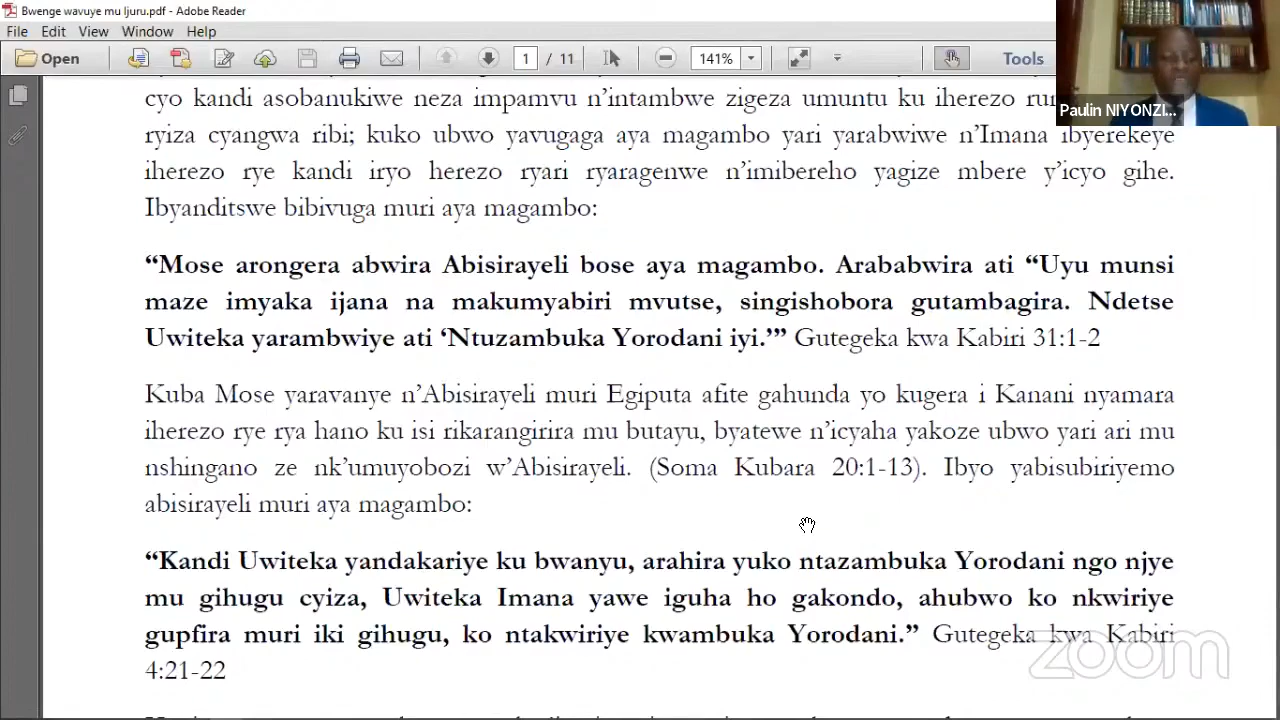 Bwenge wavuye mu Ijuru.pdf - Adobe Reader
File Edit View Window Help
Open 1 / 11 141% Tools
cyo kandi asobanukiwe neza impamvu n’intambwe zigeza umuntu ku iherezo
Paulin NIYONZI...
ryiza cyangwa ribi; kuko ubwo yavugaga aya magambo yari yarabwiwe n’Imana ibyerekeye
iherezo rye kandi iryo herezo ryari ryaragenwe n’imibereho yagize mbere y’icyo gihe.
Ibyanditswe bibivuga muri aya magambo:
“Mose arongera abwira Abisirayeli bose aya magambo. Arababwira ati “Uyu munsi
maze imyaka ijana na makumyabiri mvutse, singishobora gutambagira. Ndetse
Uwiteka yarambwiye ati ‘Ntuzambuka Yorodani iyi.’” Gutegeka kwa Kabiri 31:1-2
Kuba Mose yaravanye n’Abisirayeli muri Egiputa afite gahunda yo kugera i Kanani nyamara
iherezo rye rya hano ku isi rikarangirira mu butayu, byatewe n’icyaha yakoze ubwo yari ari mu
nshingano ze nk’umuyobozi w’Abisirayeli. (Soma Kubara 20:1-13). Ibyo yabisubiriyemo
abisirayeli muri aya magambo:
“Kandi Uwiteka yandakariye ku bwanyu, arahira yuko ntazambuka Yorodani ngo njye
mu gihugu cyiza, Uwiteka Imana yawe iguha ho gakondo, ahubwo ko nkwiriye
gupfira muri iki gihugu, ko ntakwiriye kwambuka Yorodani.” Gutegeka kwa Kabiri
4:21-22
zoom